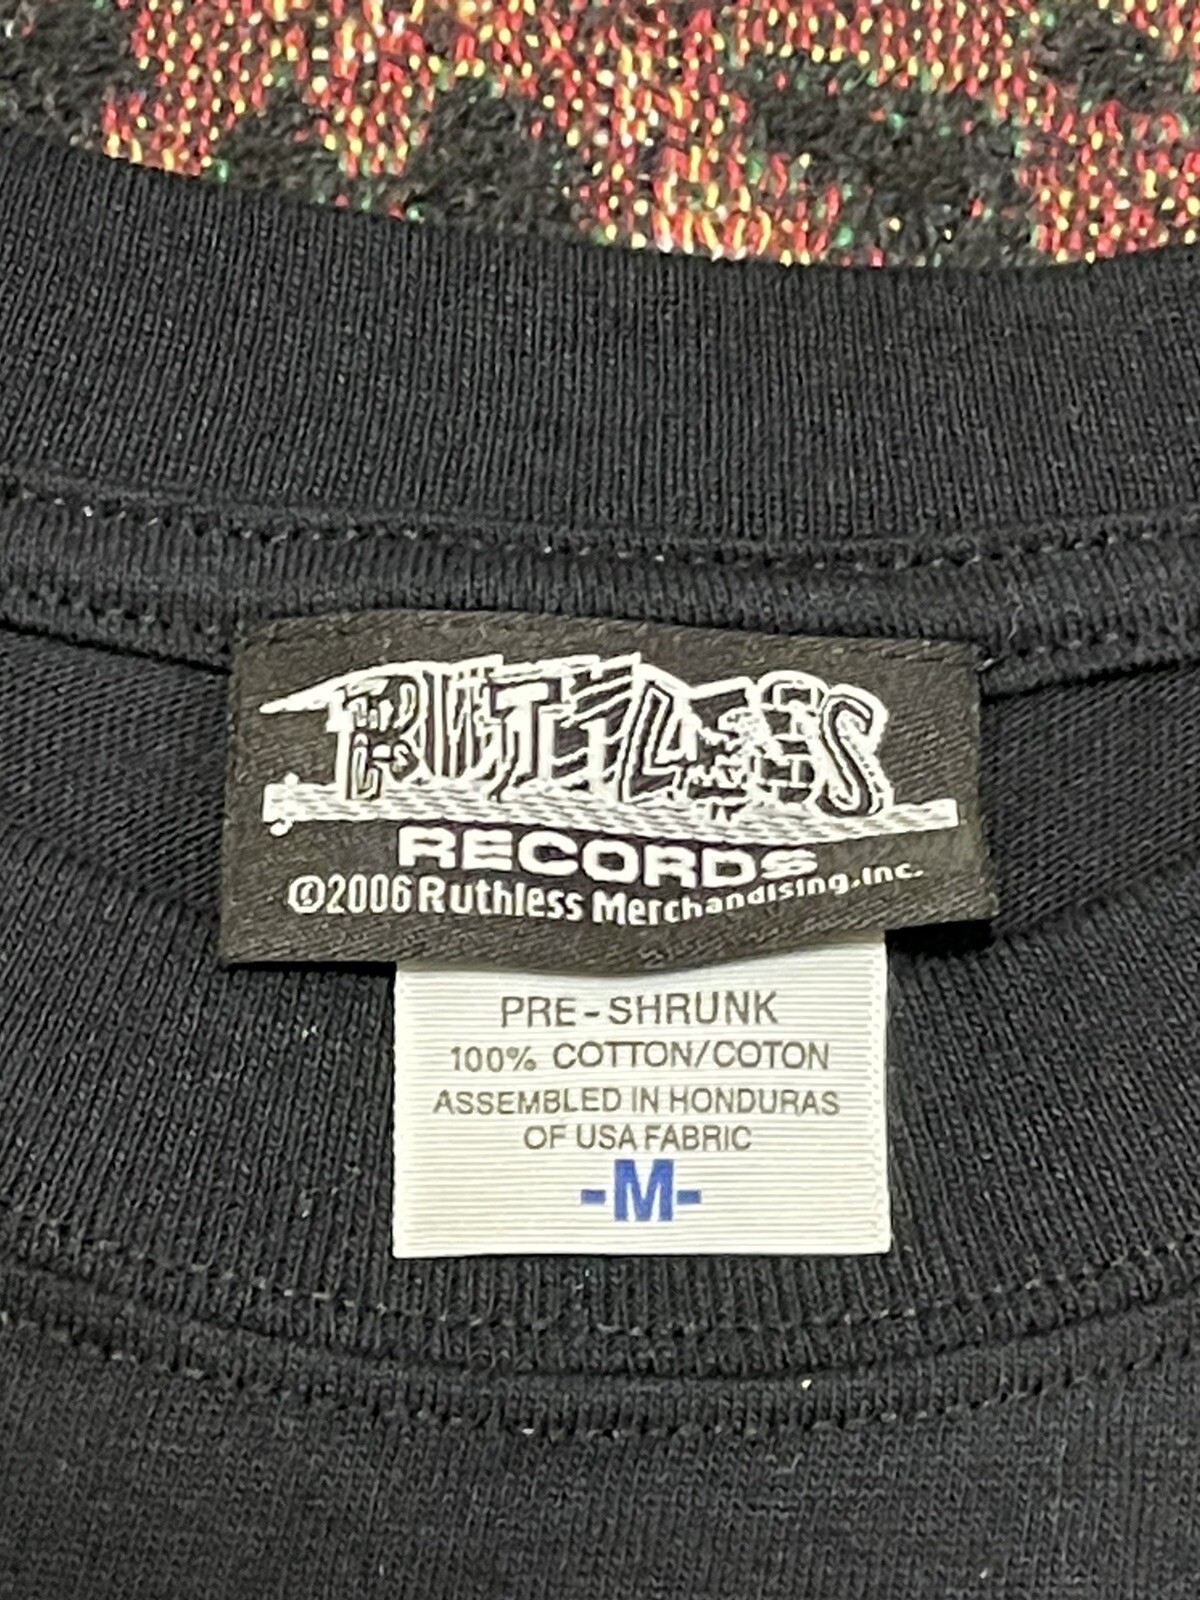 RUTHLESS
RECORDS
©2006 Ruthless Merchandising, Inc.
PRE-SHRUNK
100% COTTON/COTON
ASSEMBLED IN HONDURAS
OF USA FABRIC
-M-